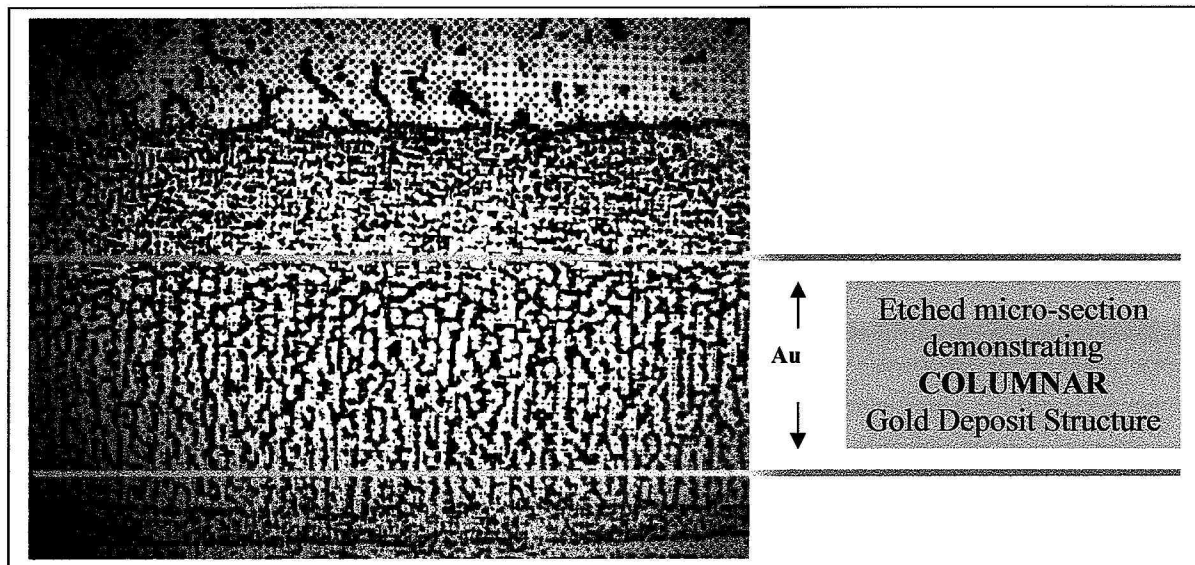 Au
Etched micro-section
demonstrating
COLUMNAR
Gold Deposit Structure